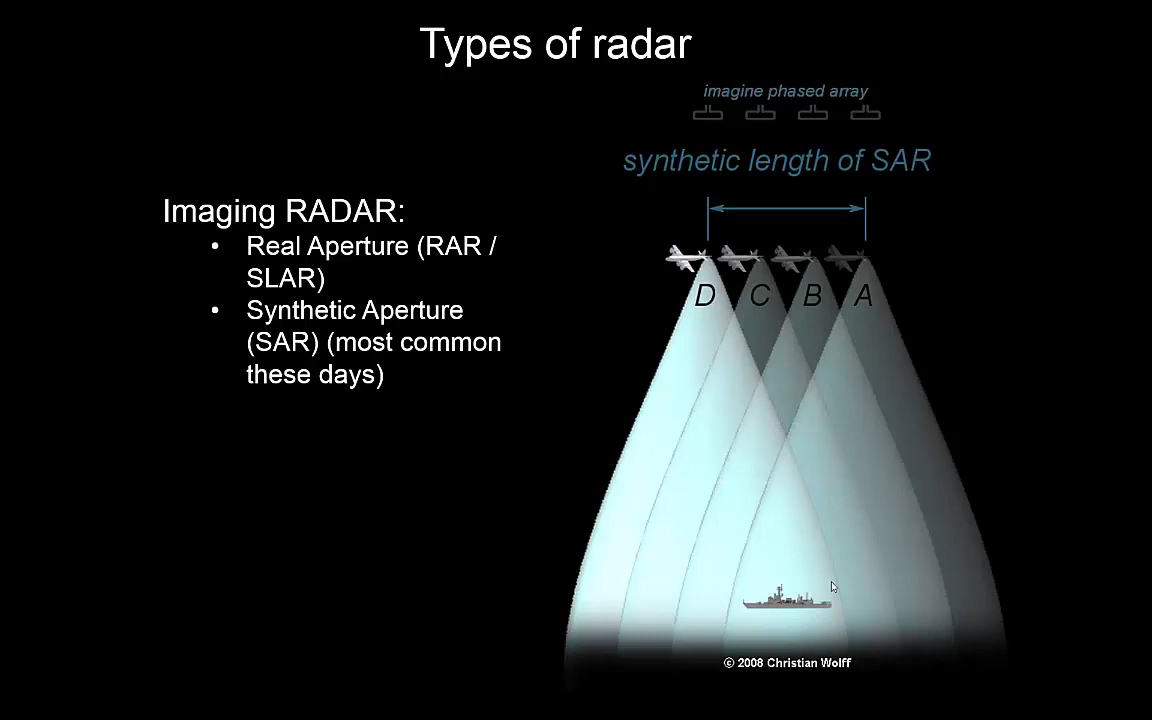 Types of radar
imagine phased array
synthetic length of SAR
Imaging RADAR:
• Real Aperture (RAR /
SLAR)
• Synthetic Aperture
(SAR) (most common
these days)
D C B A
© 2008 Christian Wolff